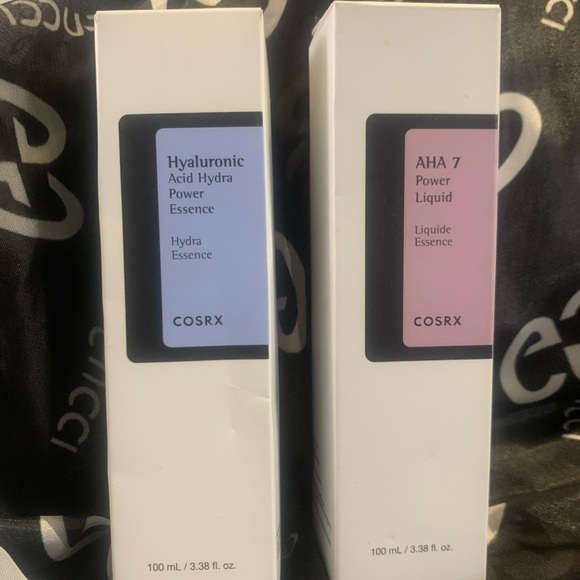 Hyaluronic
Acid Hydra
Power
Essence
Hydra
Essence
COSRX
100 mL / 3.38 fl. oz.
AHA 7
Power
Liquid
Liquide
Essence
COSRX
100 mL / 3.38 fl. oz.